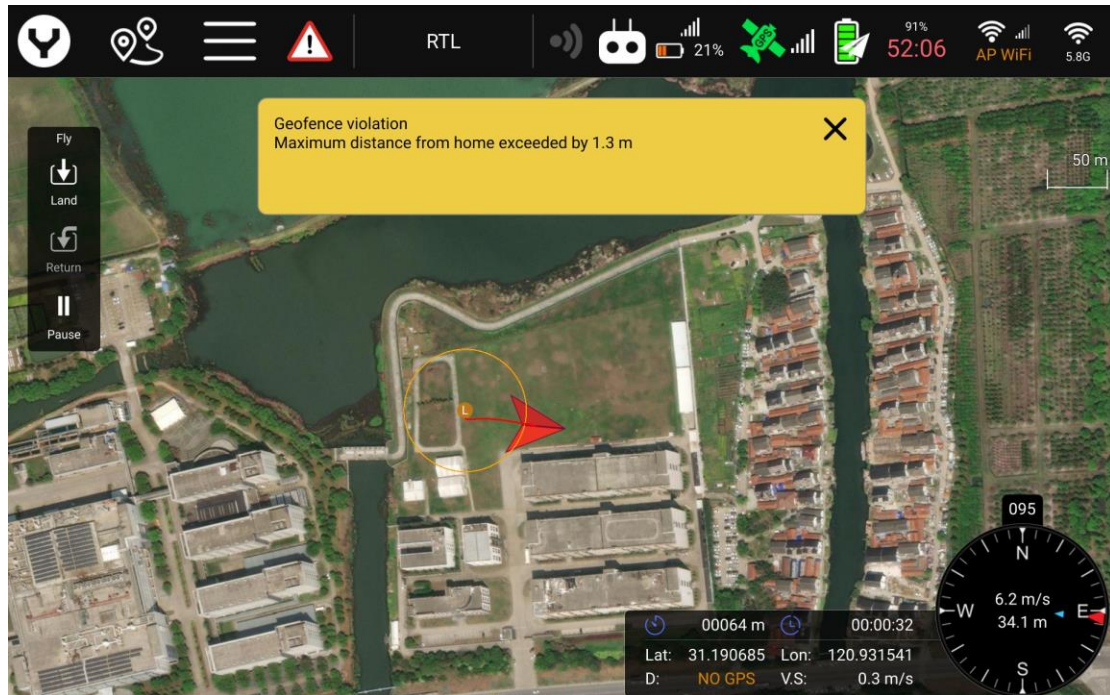 RTL
21%
GPS
91%
52:06
AP WiFi
5.8G
Geofence violation
Maximum distance from home exceeded by 1.3 m
Fly
Land
Return
Pause
50 m
L
095
N
W
E
S
6.2 m/s
34.1 m
00064 m
L
00:00:32
Lat: 31.190685 Lon: 120.931541
D: NO GPS V.S: 0.3 m/s